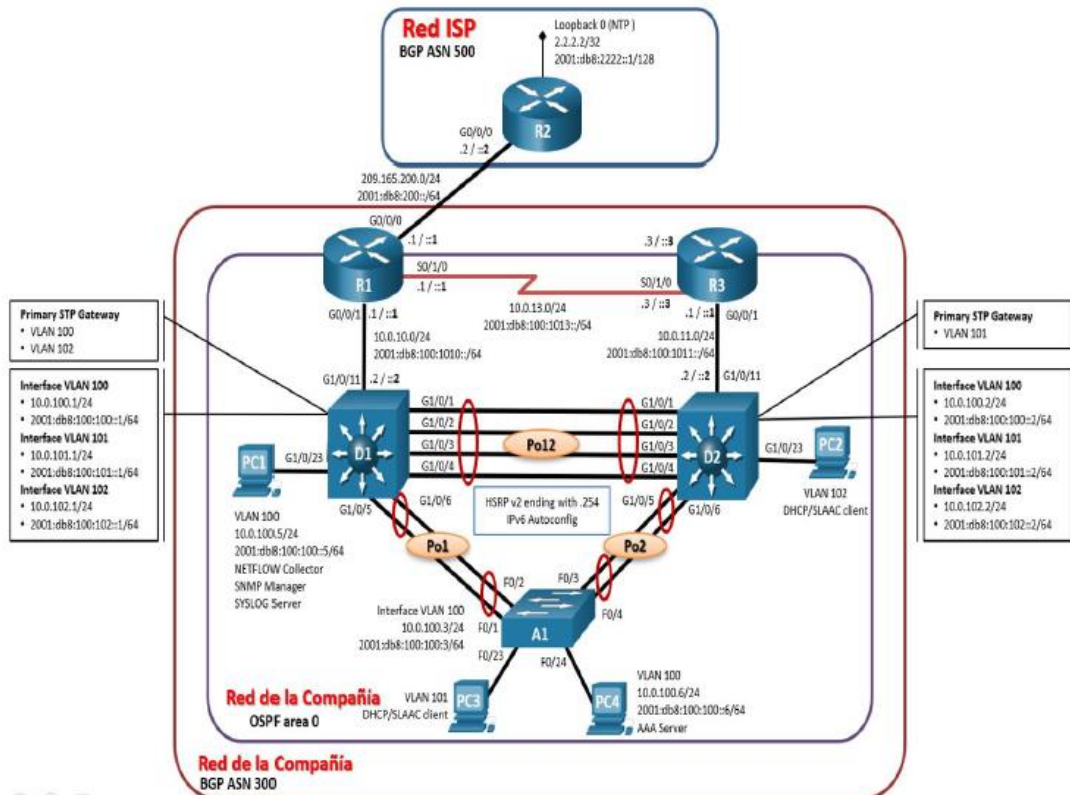 Red ISP
BGP ASN 500
Loopback 0 (NTP )
2.2.2.2/32
2001:db8:2222::1/128
R2
G0/0/0
.2 / ::2
209.165.200.0/24
2001:db8:200::/64
G0/0/0
.1 / ::1
R1
S0/1/0
.1 / ::1
.3 / ::3
S0/1/0
.3 / ::3
R3
10.0.13.0/24
2001:db8:100:1013::/64
G0/0/1
.1 / ::1
10.0.10.0/24
2001:db8:100:1010::/64
G1/0/11
.2 / ::2
.1 / ::1
G0/0/1
10.0.11.0/24
2001:db8:100:1011::/64
.2 / ::2
G1/0/11
Primary STP Gateway
• VLAN 100
• VLAN 102
Interface VLAN 100
• 10.0.100.1/24
• 2001:db8:100:100::1/64
Interface VLAN 101
• 10.0.101.1/24
• 2001:db8:100:101::1/64
Interface VLAN 102
• 10.0.102.1/24
• 2001:db8:100:102::1/64
Primary STP Gateway
• VLAN 101
Interface VLAN 100
• 10.0.100.2/24
• 2001:db8:100:100::2/64
Interface VLAN 101
• 10.0.101.2/24
• 2001:db8:100:101::2/64
Interface VLAN 102
• 10.0.102.2/24
• 2001:db8:100:102::2/64
G1/0/1
G1/0/2
G1/0/3
G1/0/4
Po12
G1/0/1
G1/0/2
G1/0/3
G1/0/4
D1
D2
PC1
G1/0/23
G1/0/23
PC2
VLAN 102
DHCP/SLAAC client
G1/0/5
G1/0/6
HSRP v2 ending with .254
IPv6 Autoconfig
G1/0/5
G1/0/6
VLAN 100
10.0.100.5/24
2001:db8:100:100::5/64
NETFLOW Collector
SNMP Manager
SYSLOG Server
Po1
Po2
F0/2
F0/3
F0/1
F0/4
Interface VLAN 100
10.0.100.3/24
2001:db8:100:100:3/64
A1
F0/23
F0/24
VLAN 101
DHCP/SLAAC client
PC3
PC4
VLAN 100
10.0.100.6/24
2001:db8:100:100::6/64
AAA Server
Red de la Compañía
OSPF area 0
Red de la Compañía
BGP ASN 300